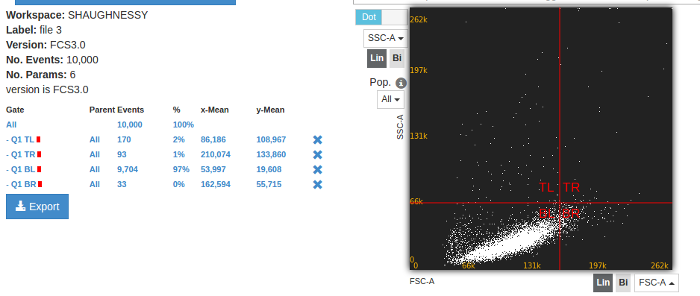 Workspace: SHAUGHNESSY
Label: file 3
Version: FCS3.0
No. Events: 10,000
No. Params: 6
version is FCS3.0
Gate Parent Events % x-Mean y-Mean
All 10,000 100%
- Q1 TL All 170 2% 86,186 108,967
- Q1 TR All 93 1% 210,074 133,860
- Q1 BL All 9,704 97% 53,997 19,608
- Q1 BR All 33 0% 162,594 55,715
Export
Dot
SSC-A
Lin Bi
Pop.
All
SSC-A
262k
197k
131k
TL TR
66k
BR
0
0 66k 131k 197k 262k
FSC-A
Lin Bi FSC-A